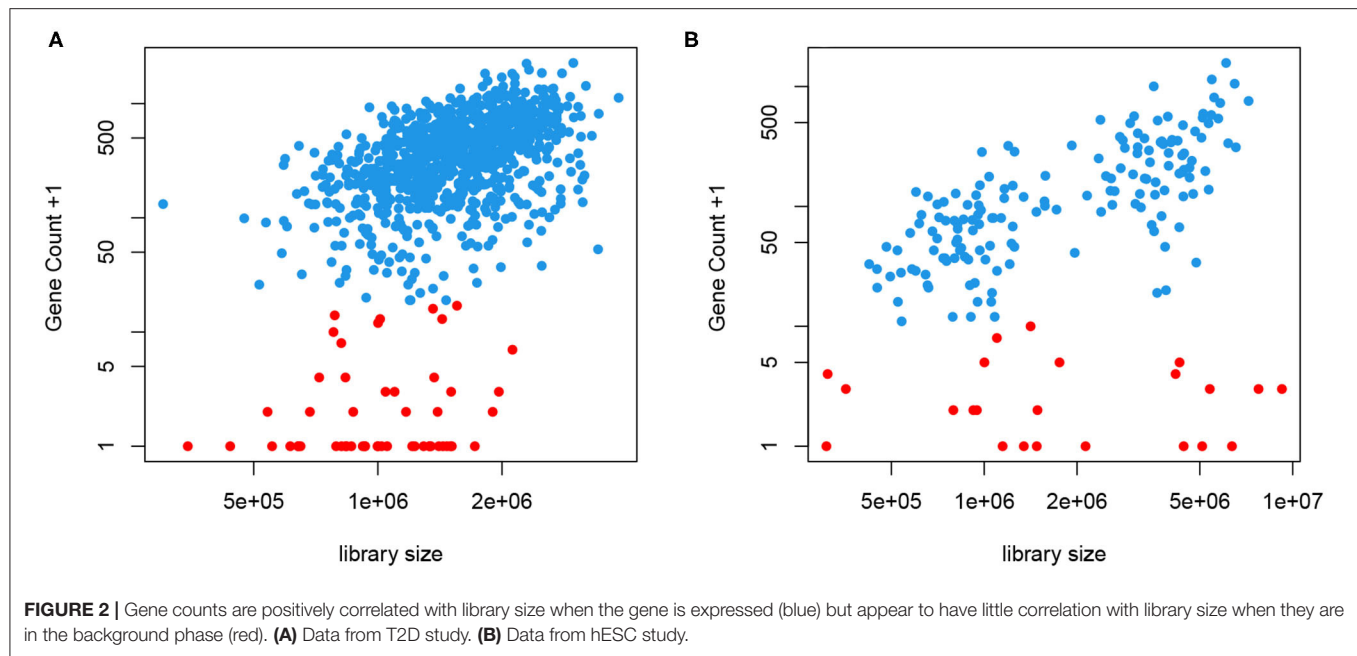 A
B
Gene Count +1
500
50
5
1
5e+05 1e+06 2e+06
library size
Gene Count +1
500
50
5
1
5e+05 1e+06 2e+06 5e+06 1e+07
library size
FIGURE 2 | Gene counts are positively correlated with library size when the gene is expressed (blue) but appear to have little correlation with library size when they are
in the background phase (red). (A) Data from T2D study. (B) Data from hESC study.